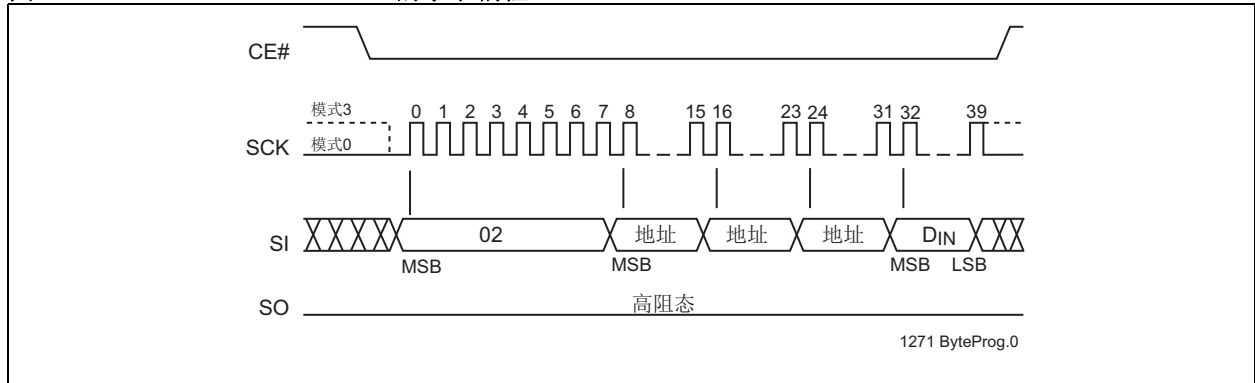 CE#
模式3
0 1 2 3 4 5 6 7 8 15 16 23 24 31 32 39
SCK 模式0
SI 02 地址 地址 地址 DIN
MSB MSB MSB LSB
SO 高阻态
1271 ByteProg.0